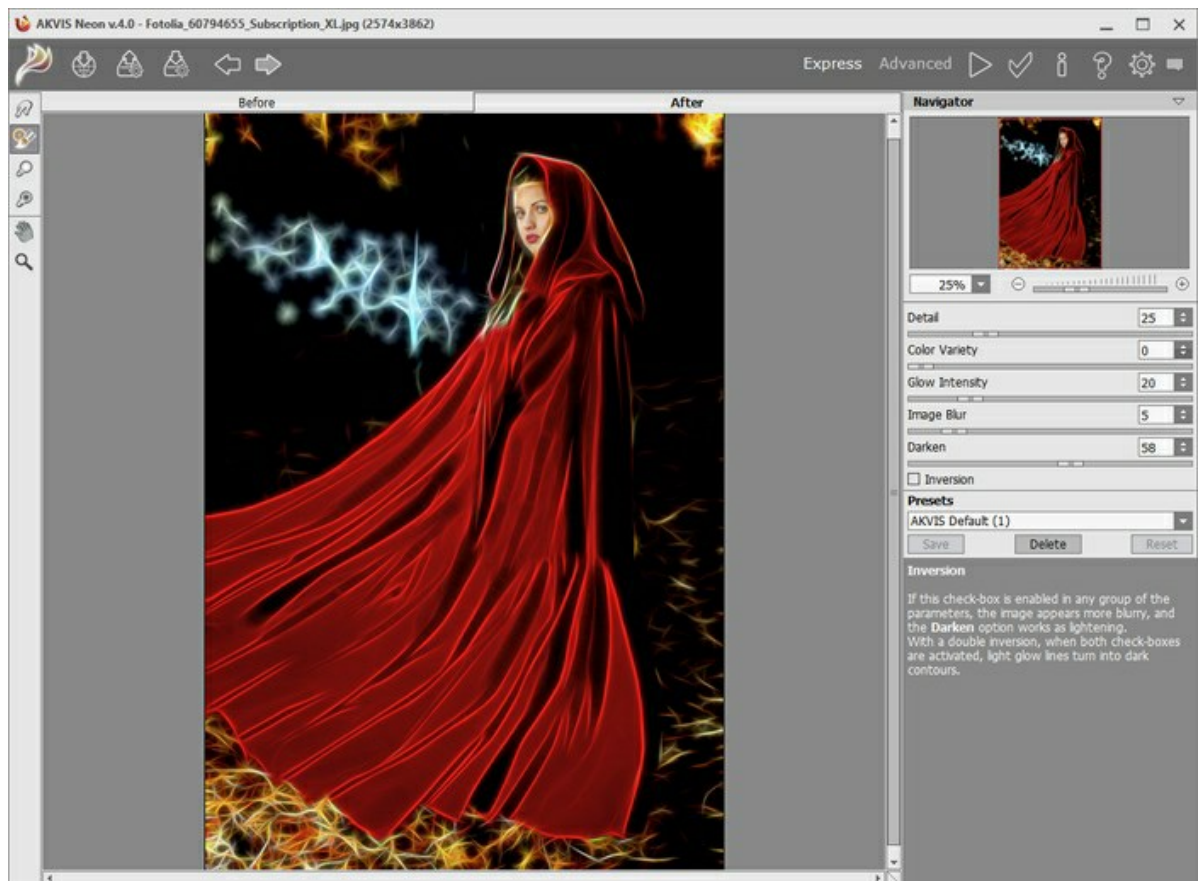 AKVIS Neon v.4.0 - Fotolia_60794655_Subscription_XL.jpg (2574x3862)
Express Advanced
Before After
Navigator
25%
Detail 25
Color Variety 0
Glow Intensity 20
Image Blur 5
Darken 58
Inversion
Presets
AKVIS Default (1)
Save Delete Reset
Inversion
If this check-box is enabled in any group of the
parameters, the image appears more blurry, and
the Darken option works as lightening.
With a double inversion, when both check-boxes
are activated, light glow lines turn into dark
contours.